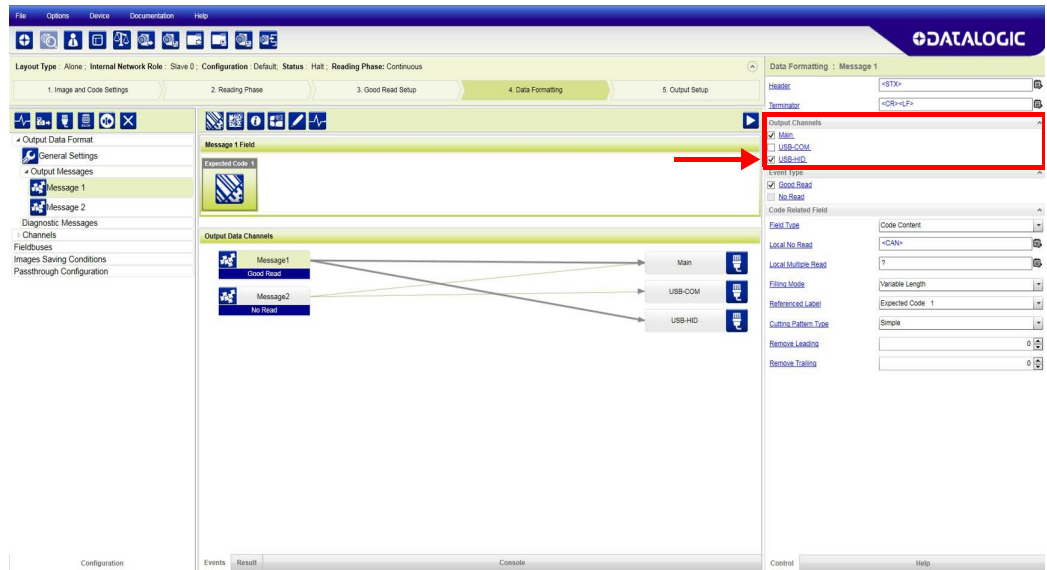 File Options Device Documentation Help
DATALOGIC
Layout Type : Alone ; Internal Network Role : Slave 0 ; Configuration : Default; Status : Halt ; Reading Phase: Continuous
1. Image and Code Settings 2. Reading Phase 3. Good Read Setup 4. Data Formatting 5. Output Setup
Output Data Format
General Settings
Output Messages
Message 1
Message 2
Diagnostic Messages
Channels
Fieldbuses
Images Saving Conditions
Passthrough Configuration
Configuration
Message 1 Field
Expected Code 1
Output Data Channels
Message1
Good Read
Message2
No Read
Main
USB-COM
USB-HID
Events Result Console
Data Formatting : Message 1
Header <STX>
Terminator <CR><LF>
Output Channels
Main
USB-COM
USB-HID
Event Type
Good Read
No Read
Code Related Field
Field Type Code Content
Local No Read <CAN>
Local Multiple Read ?
Filling Mode Variable Length
Referenced Label Expected Code 1
Cutting Pattern Type Simple
Remove Leading 0
Remove Trailing 0
Control Help